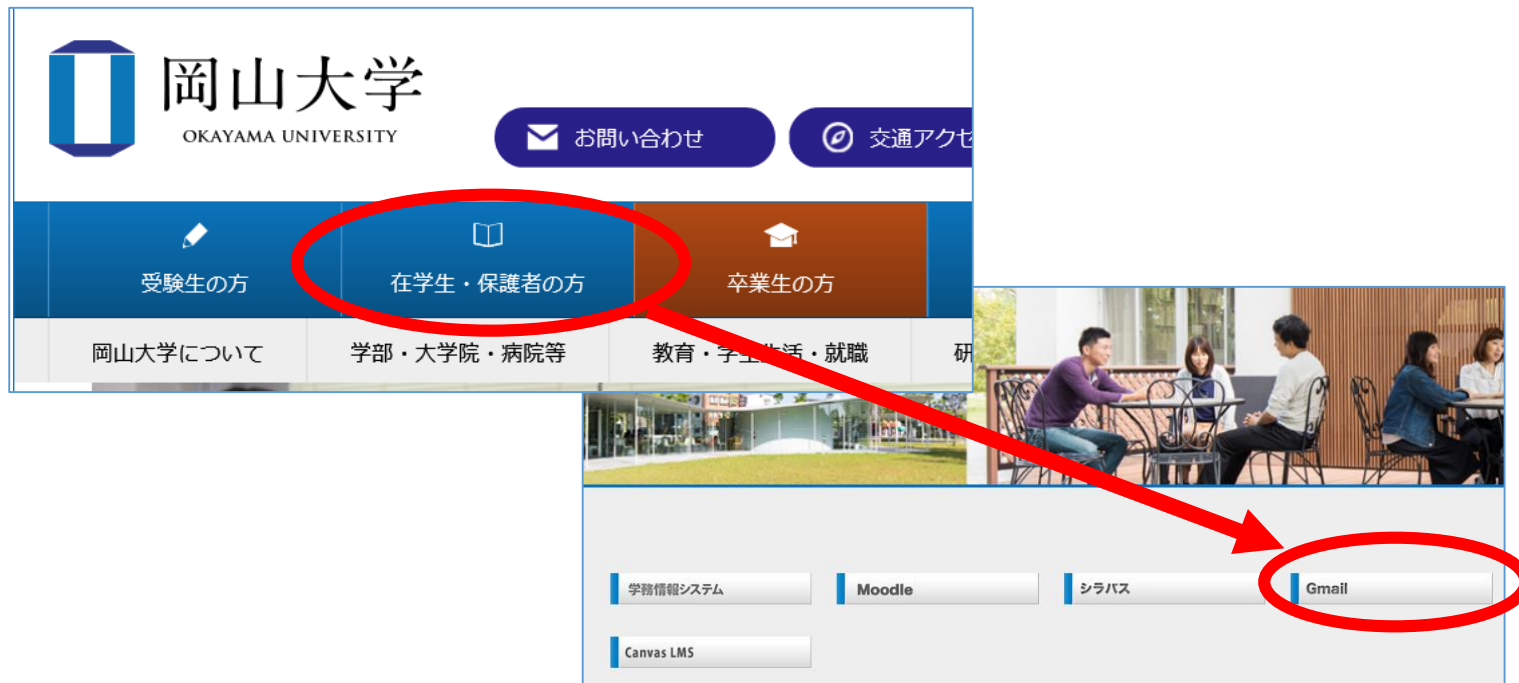 岡山大学
OKAYAMA UNIVERSITY
お問い合わせ
交通アクセ
受験生の方
在学生・保護者の方
卒業生の方
岡山大学について
学部・大学院・病院等
教育・学生生活・就職
研
学務情報システム
Moodle
シラバス
Gmail
Canvas LMS